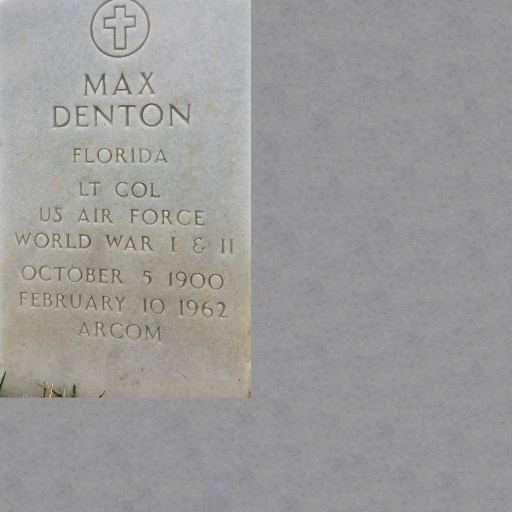 MAX
DENTON
FLORIDA
LT COL
US AIR FORCE
WORLD WAR I & II
OCTOBER 5 1900
FEBRUARY 10 1962
ARCOM